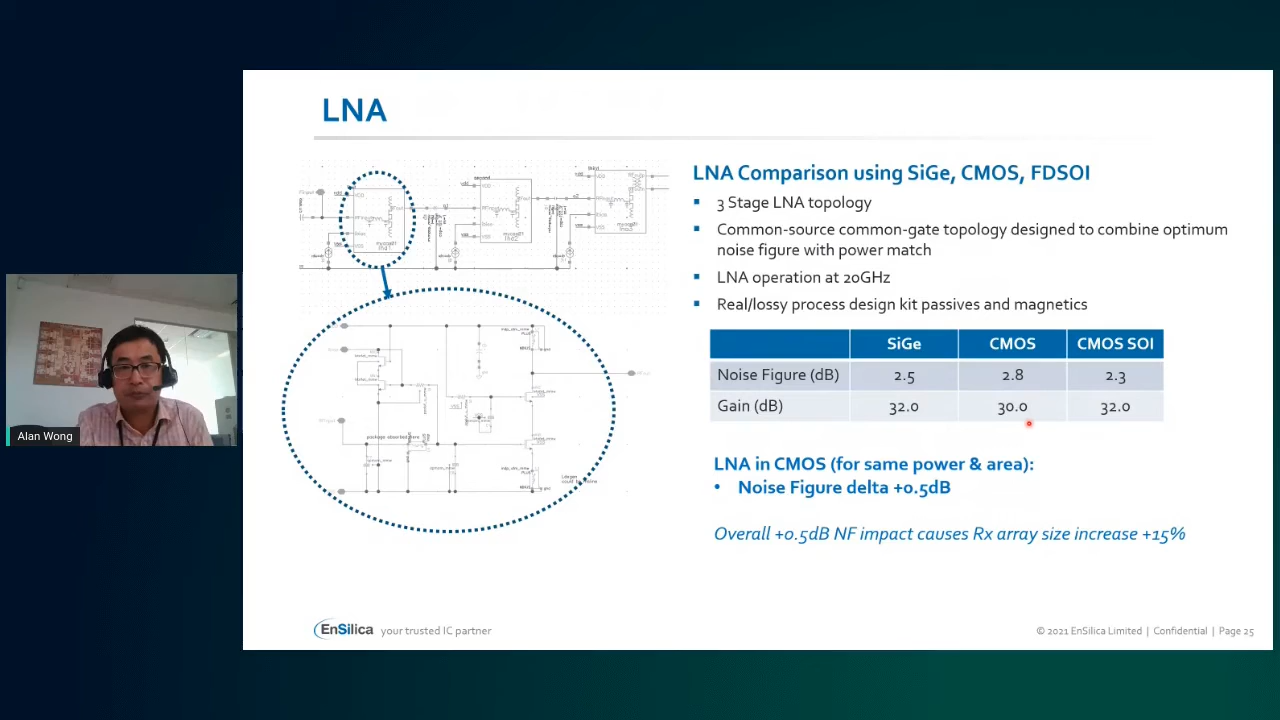 LNA
LNA Comparison using SiGe, CMOS, FDSOI
3 Stage LNA topology
Common-source common-gate topology designed to combine optimum
noise figure with power match
LNA operation at 20GHz
Real/lossy process design kit passives and magnetics
SiGe CMOS CMOS SOI
Noise Figure (dB) 2.5 2.8 2.3
Gain (dB) 32.0 30.0 32.0
LNA in CMOS (for same power & area):
• Noise Figure delta +0.5dB
Overall +0.5dB NF impact causes Rx array size increase +15%
Alan Wong
EnSilica your trusted IC partner
© 2021 EnSilica Limited | Confidential | Page 25